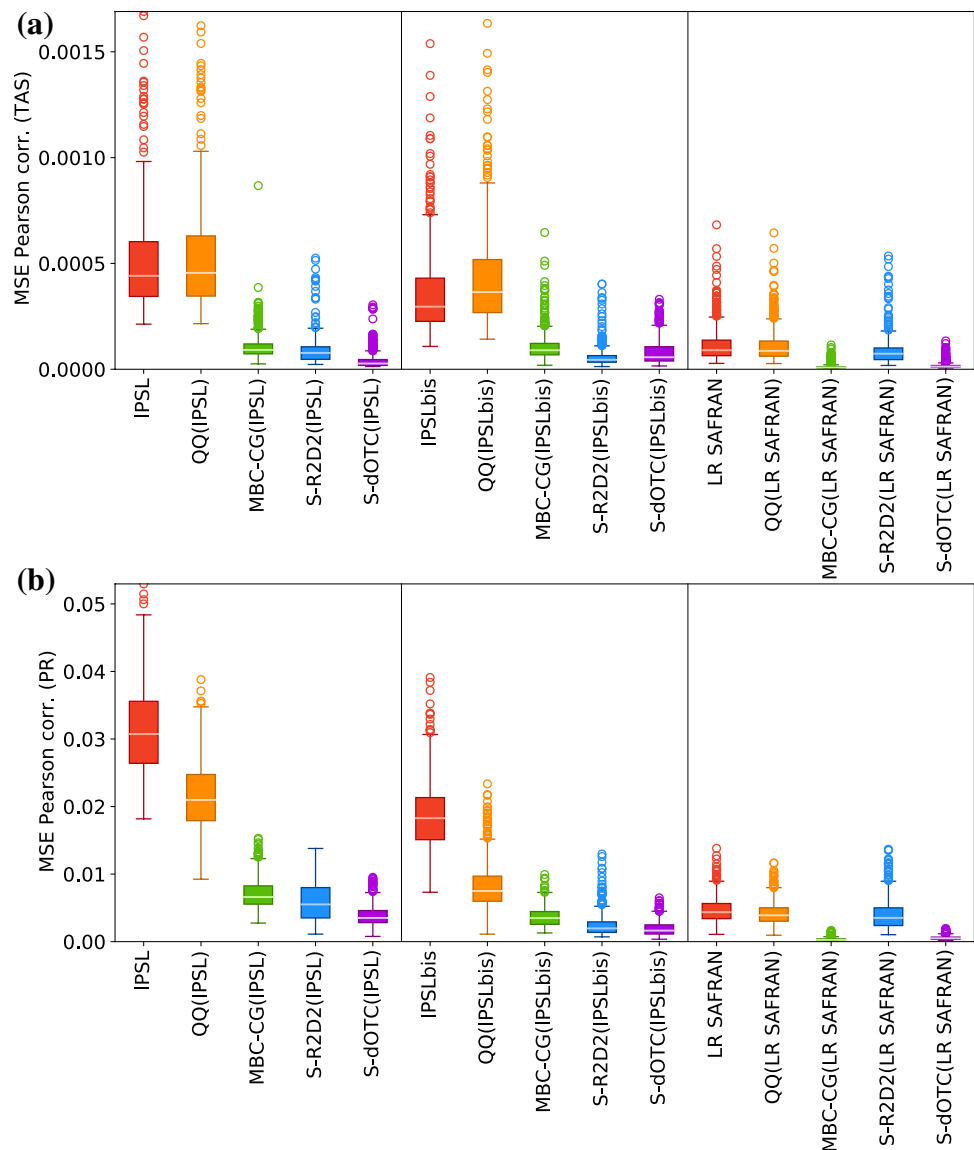 (a)
MSE Pearson corr. (TAS)
0.0015
0.0010
0.0005
0.0000
IPSL
QQ(IPSL)
MBC-CG(IPSL)
S-R2D2(IPSL)
S-dOTC(IPSL)
IPSLbis
QQ(IPSLbis)
MBC-CG(IPSLbis)
S-R2D2(IPSLbis)
S-dOTC(IPSLbis)
LR SAFRAN
QQ(LR SAFRAN)
MBC-CG(LR SAFRAN)
S-R2D2(LR SAFRAN)
S-dOTC(LR SAFRAN)
(b)
MSE Pearson corr. (PR)
0.05
0.04
0.03
0.02
0.01
0.00
IPSL
QQ(IPSL)
MBC-CG(IPSL)
S-R2D2(IPSL)
S-dOTC(IPSL)
IPSLbis
QQ(IPSLbis)
MBC-CG(IPSLbis)
S-R2D2(IPSLbis)
S-dOTC(IPSLbis)
LR SAFRAN
QQ(LR SAFRAN)
MBC-CG(LR SAFRAN)
S-R2D2(LR SAFRAN)
S-dOTC(LR SAFRAN)